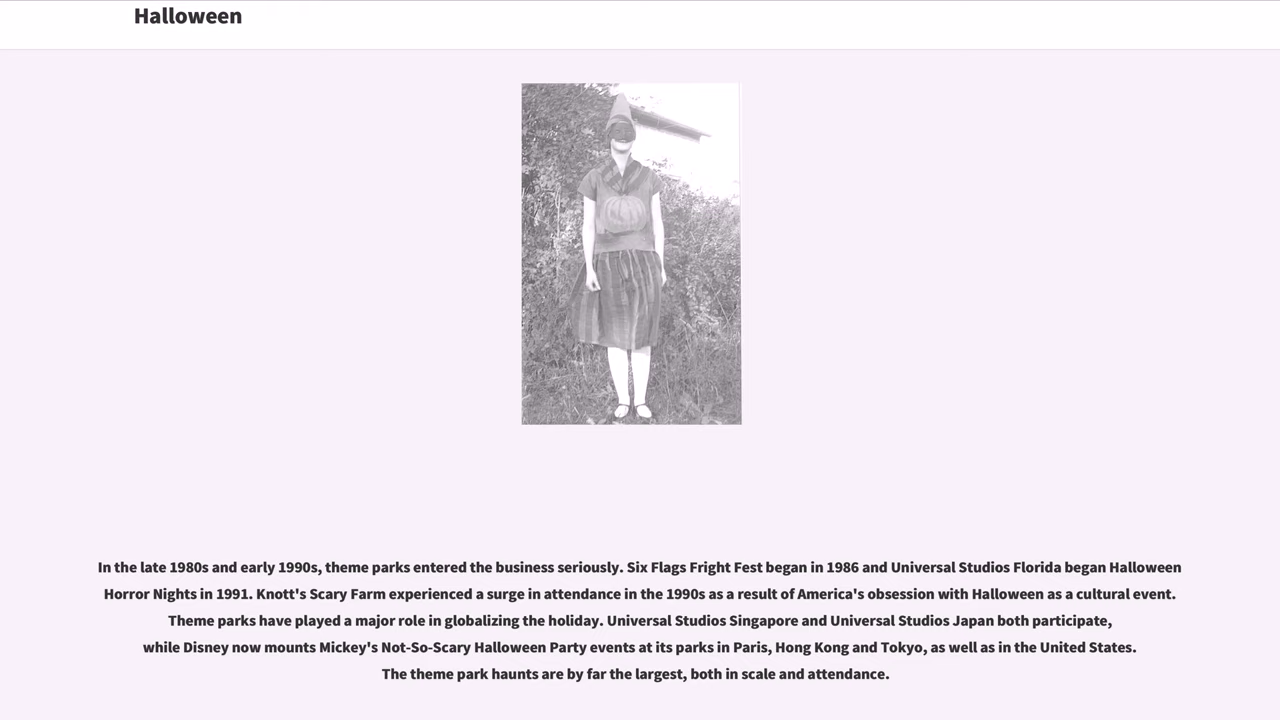 Halloween
In the late 1980s and early 1990s, theme parks entered the business seriously. Six Flags Fright Fest began in 1986 and Universal Studios Florida began Halloween
Horror Nights in 1991. Knott's Scary Farm experienced a surge in attendance in the 1990s as a result of America's obsession with Halloween as a cultural event.
Theme parks have played a major role in globalizing the holiday. Universal Studios Singapore and Universal Studios Japan both participate,
while Disney now mounts Mickey's Not-So-Scary Halloween Party events at its parks in Paris, Hong Kong and Tokyo, as well as in the United States.
The theme park haunts are by far the largest, both in scale and attendance.